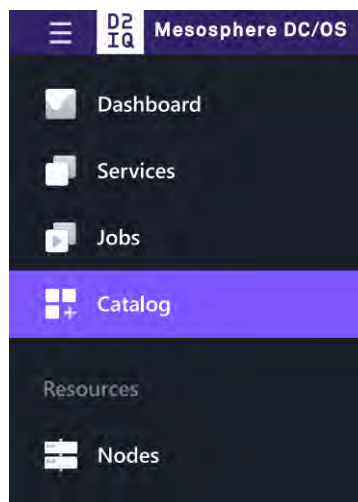 D2
IQ
Mesosphere DC/OS
Dashboard
Services
Jobs
Catalog
Resources
Nodes